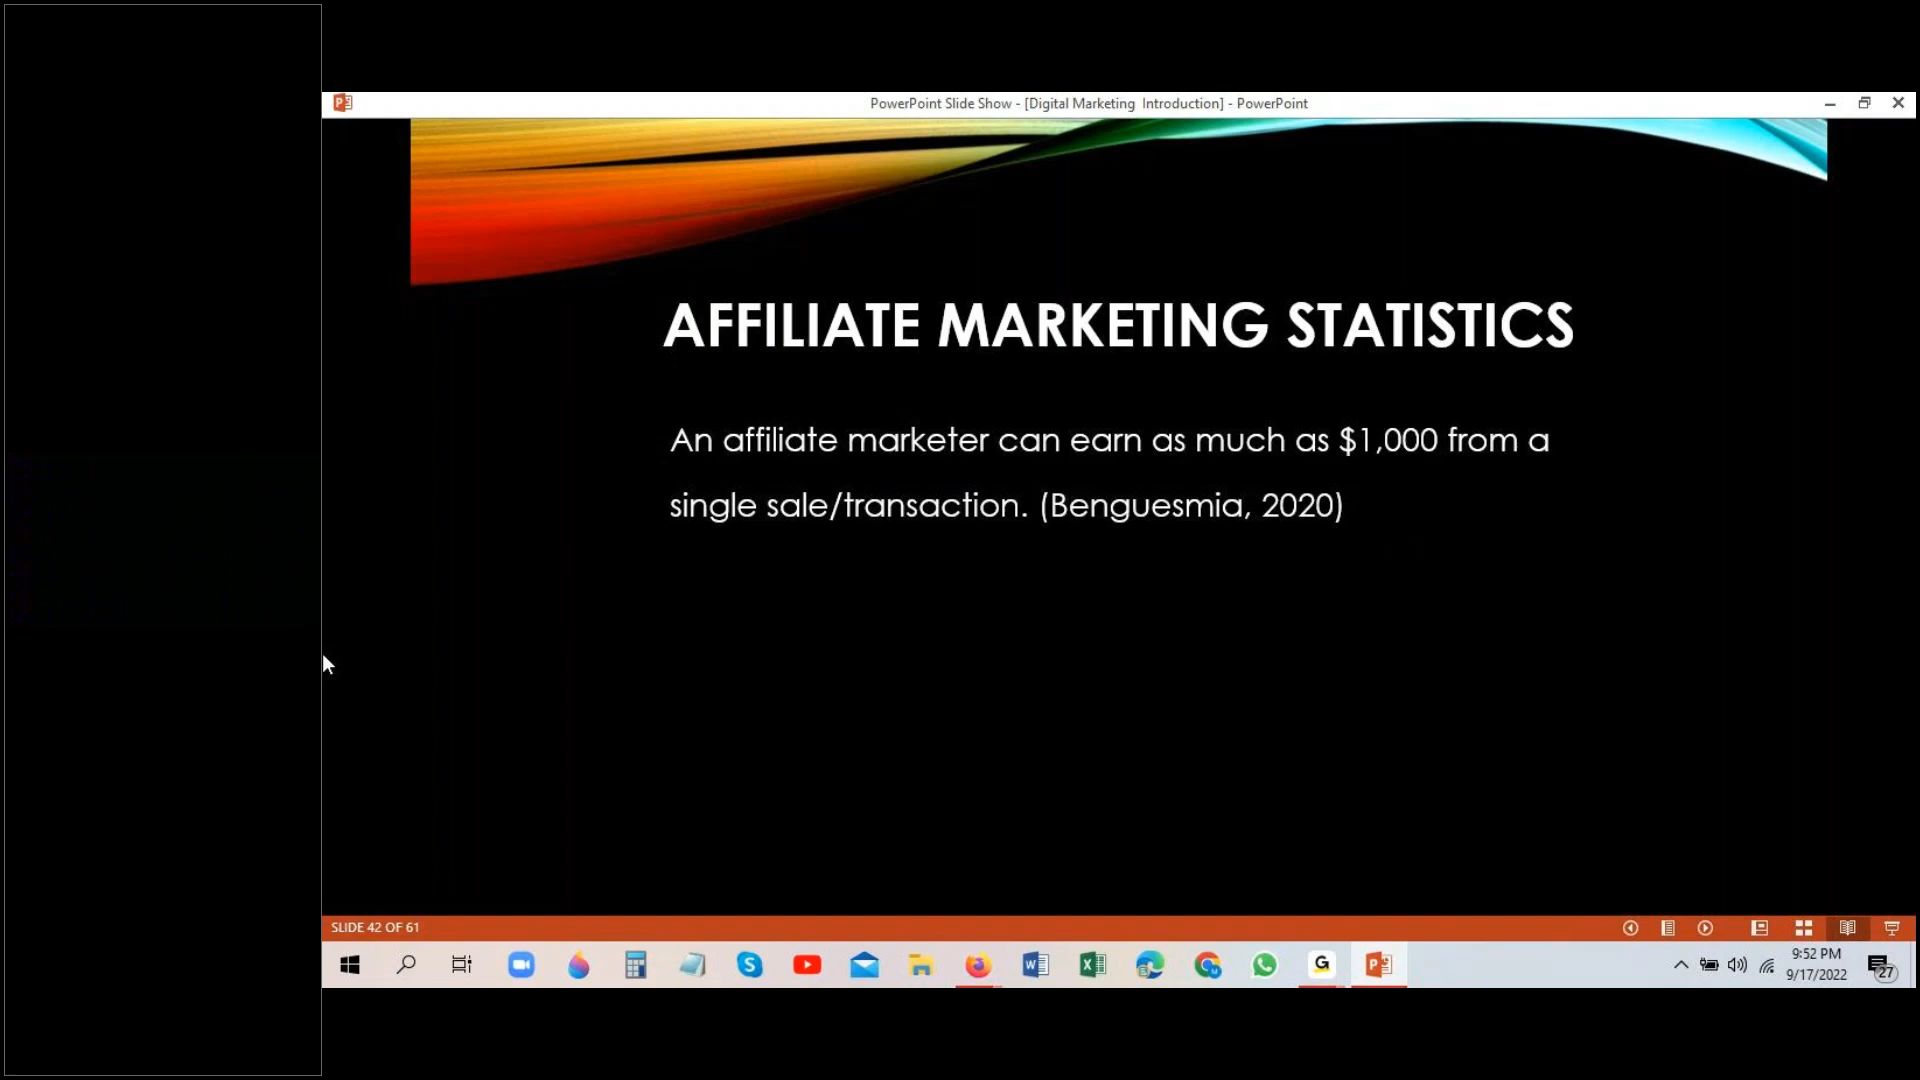 PowerPoint Slide Show - [Digital Marketing  Introduction] - PowerPoint
AFFILIATE MARKETING STATISTICS
An affiliate marketer can earn as much as $1,000 from a
single sale/transaction. (Benguesmia, 2020)
SLIDE 42 OF 61
9:52 PM
9/17/2022
27